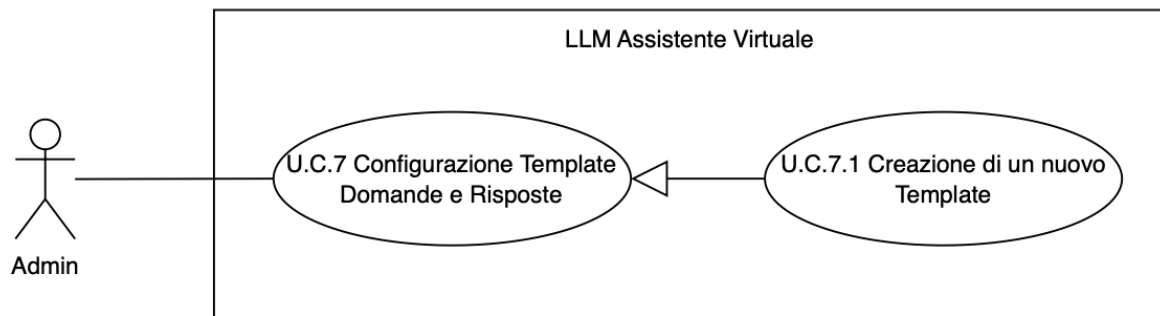 LLM Assistente Virtuale
U.C.7 Configurazione Template
Domande e Risposte
U.C.7.1 Creazione di un nuovo
Template
Admin